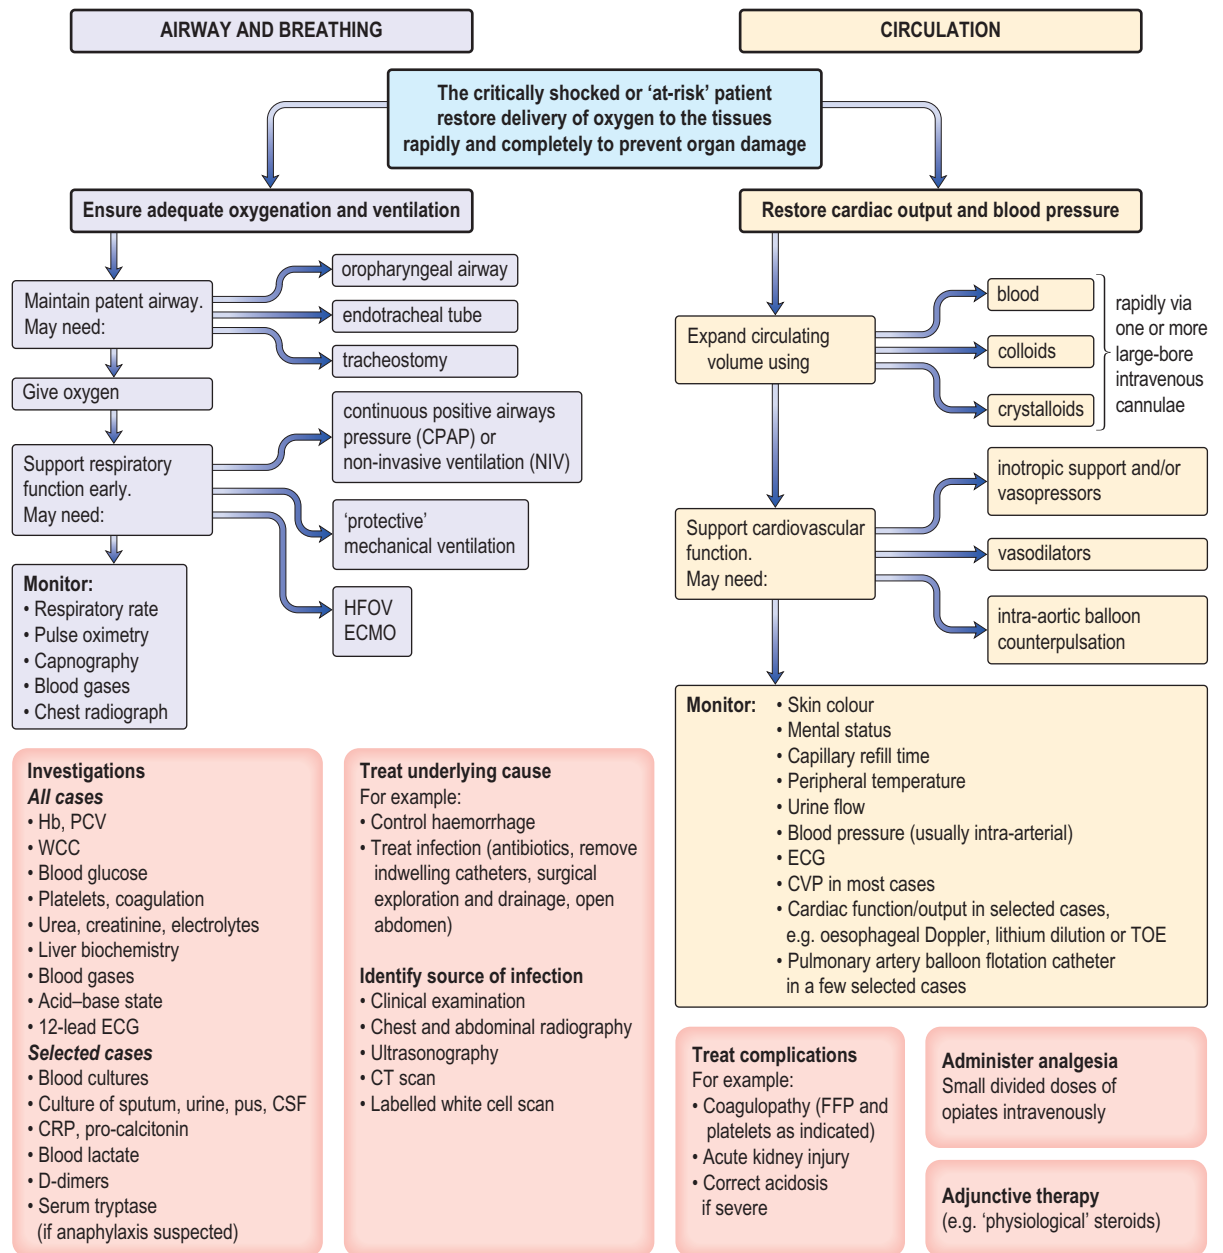 AIRWAY AND BREATHING
CIRCULATION
The critically shocked or ‘at-risk’ patient
restore delivery of oxygen to the tissues
rapidly and completely to prevent organ damage
Ensure adequate oxygenation and ventilation
Maintain patent airway.
May need:
oropharyngeal airway
endotracheal tube
tracheostomy
Give oxygen
Support respiratory
function early.
May need:
continuous positive airways
pressure (CPAP) or
non-invasive ventilation (NIV)
‘protective’
mechanical ventilation
HFOV
ECMO
Monitor:
• Respiratory rate
• Pulse oximetry
• Capnography
• Blood gases
• Chest radiograph
Restore cardiac output and blood pressure
Expand circulating
volume using
blood
colloids
crystalloids
rapidly via
one or more
large-bore
intravenous
cannulae
Support cardiovascular
function.
May need:
inotropic support and/or
vasopressors
vasodilators
intra-aortic balloon
counterpulsation
Monitor: • Skin colour
• Mental status
• Capillary refill time
• Peripheral temperature
• Urine flow
• Blood pressure (usually intra-arterial)
• ECG
• CVP in most cases
• Cardiac function/output in selected cases,
e.g. oesophageal Doppler, lithium dilution or TOE
• Pulmonary artery balloon flotation catheter
in a few selected cases
Investigations
All cases
• Hb, PCV
• WCC
• Blood glucose
• Platelets, coagulation
• Urea, creatinine, electrolytes
• Liver biochemistry
• Blood gases
• Acid–base state
• 12-lead ECG
Selected cases
• Blood cultures
• Culture of sputum, urine, pus, CSF
• CRP, pro-calcitonin
• Blood lactate
• D-dimers
• Serum tryptase
(if anaphylaxis suspected)
Treat underlying cause
For example:
• Control haemorrhage
• Treat infection (antibiotics, remove
indwelling catheters, surgical
exploration and drainage, open
abdomen)
Identify source of infection
• Clinical examination
• Chest and abdominal radiography
• Ultrasonography
• CT scan
• Labelled white cell scan
Treat complications
For example:
• Coagulopathy (FFP and
platelets as indicated)
• Acute kidney injury
• Correct acidosis
if severe
Administer analgesia
Small divided doses of
opiates intravenously
Adjunctive therapy
(e.g. ‘physiological’ steroids)